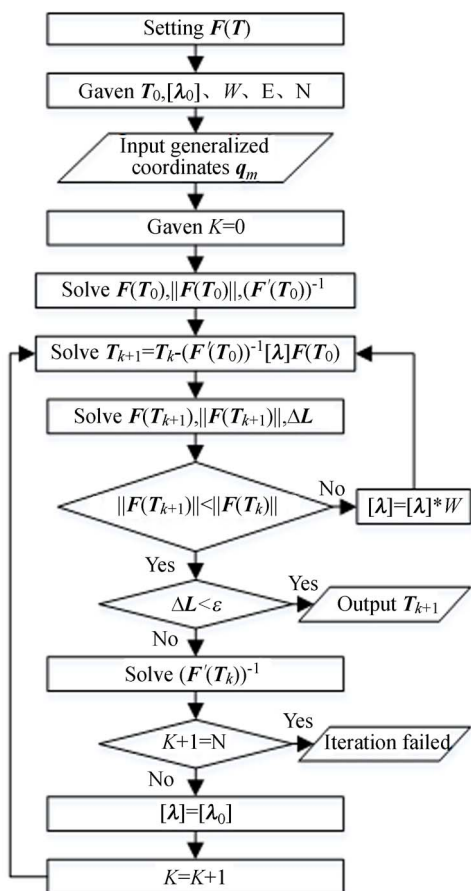 Setting F(T)
Gaven T₀,[λ₀]、W、E、N
Input generalized
coordinates qₘ
Gaven K=0
Solve F(T₀),||F(T₀)||,(F'(T₀))⁻¹
Solve Tₖ₊₁=Tₖ-(F'(T₀))⁻¹[λ]F(T₀)
Solve F(Tₖ₊₁),||F(Tₖ₊₁)||,ΔL
||F(Tₖ₊₁)||<||F(Tₖ)||
No
[λ]=[λ]*W
Yes
ΔL<ε
Yes
Output Tₖ₊₁
No
Solve (F'(Tₖ))⁻¹
K+1=N
Yes
Iteration failed
No
[λ]=[λ₀]
K=K+1